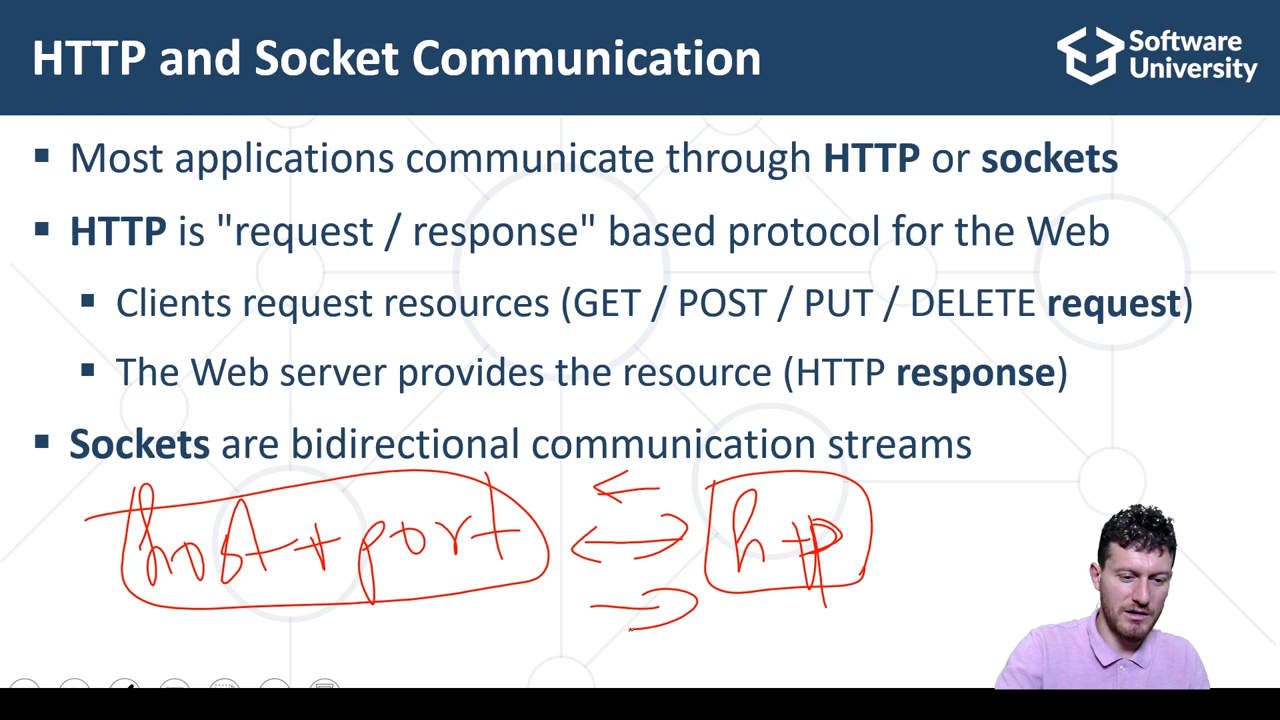 HTTP and Socket Communication
Software
University
▪ Most applications communicate through HTTP or sockets
▪ HTTP is "request / response" based protocol for the Web
▪ Clients request resources (GET / POST / PUT / DELETE request)
▪ The Web server provides the resource (HTTP response)
▪ Sockets are bidirectional communication streams
host + port
h + p